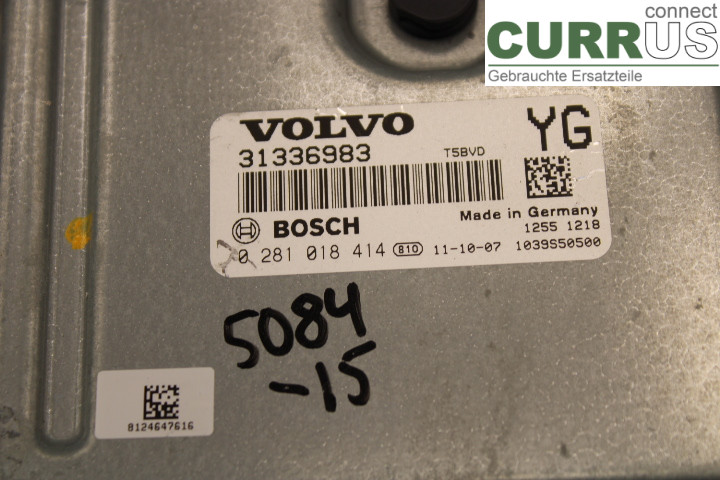 connect
CURRUS
Gebrauchte Ersatzteile
VOLVO
YG
31336983 T5BVD
BOSCH
Made in Germany
1255 1218
0 281 018 414 B10 11-10-07 1039S50500
5084
-15
8124647616